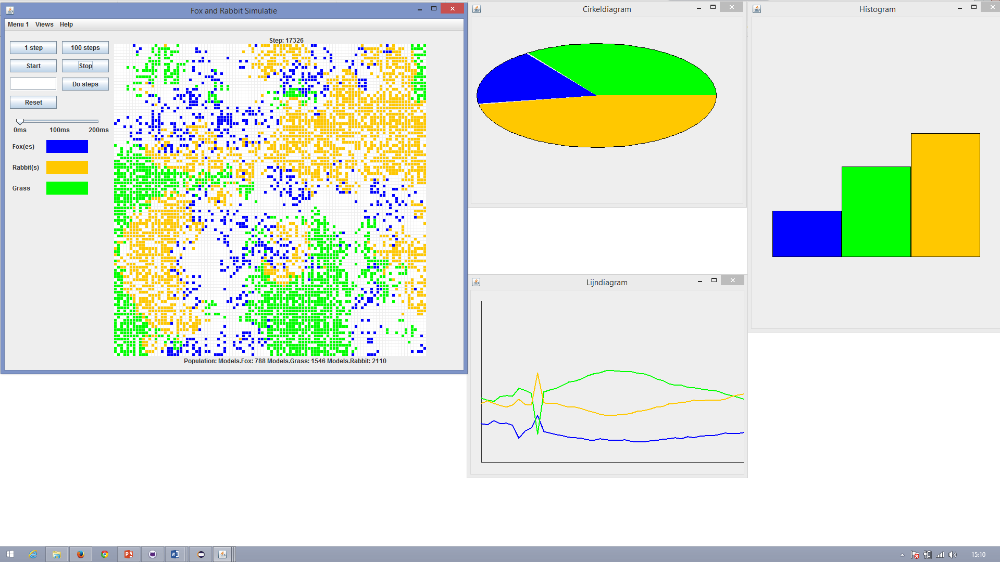 Fox and Rabbit Simulatie
Menu 1 Views Help
Step: 17326
1 step 100 steps
Start Stop
Do steps
Reset
0ms 100ms 200ms
Fox(es)
Rabbit(s)
Grass
Population: Models.Fox: 788 Models.Grass: 1546 Models.Rabbit: 2110
Cirkeldiagram
Histogram
Lijndiagram
15:10